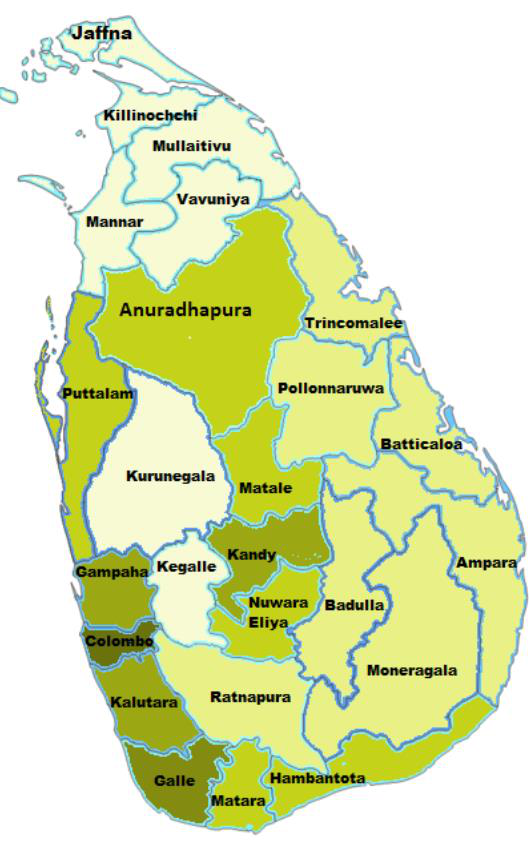 Jaffna
Killinochchi
Mullaitivu
Vavuniya
Mannar
Anuradhapura
Trincomalee
Pollonnaruwa
Puttalam
Batticaloa
Kurunegala
Matale
Kandy
Kegalle
Gampaha
Ampara
Nuwara
Eliya
Badulla
Colombo
Moneragala
Ratnapura
Kalutara
Galle
Hambantota
Matara